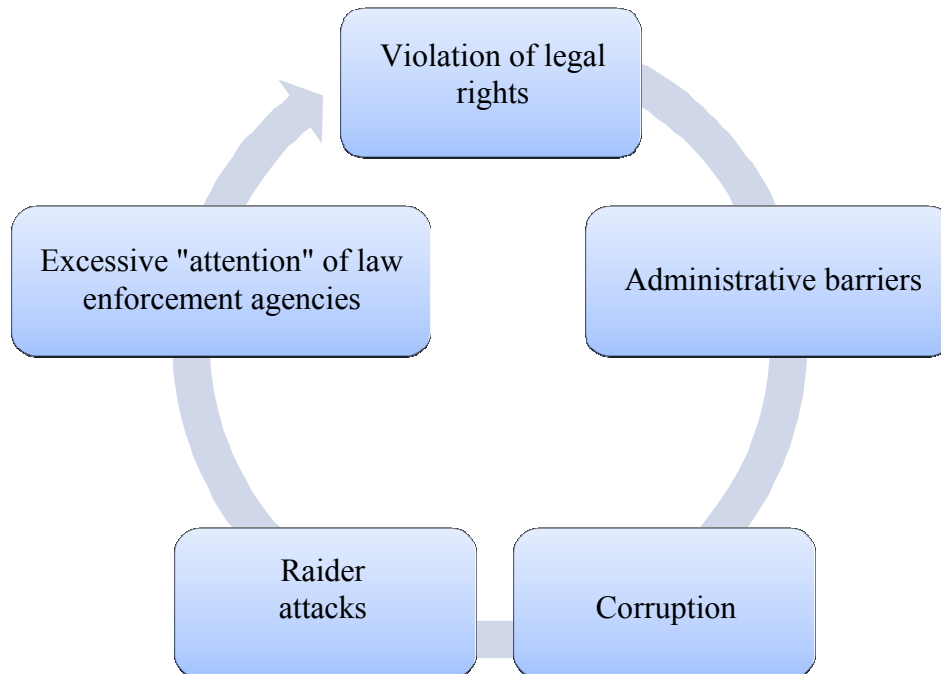 Violation of legal
rights
Excessive "attention" of law
enforcement agencies
Administrative barriers
Raider
attacks
Corruption